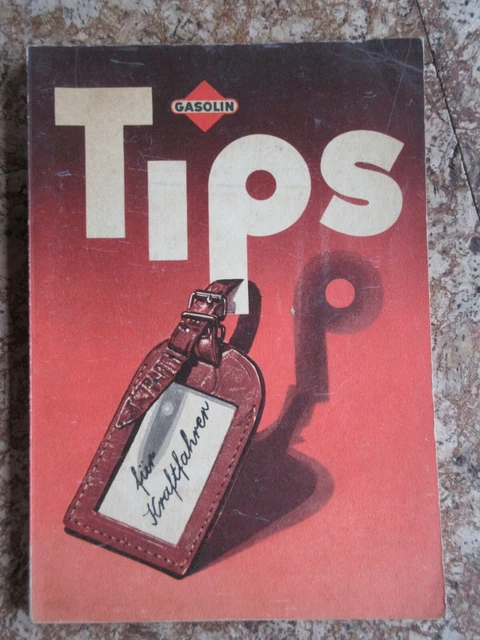 GASOLIN
Tips
für
Kraftfahrer